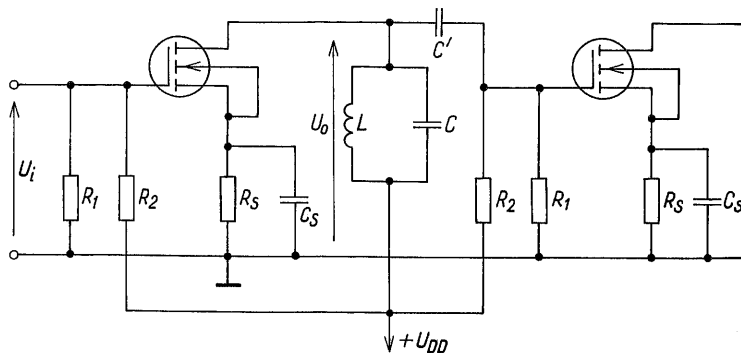 C'
U_i
R_1
R_2
R_S
C_S
U_o
L
C
R_2
R_1
R_S
C_S
+U_DD